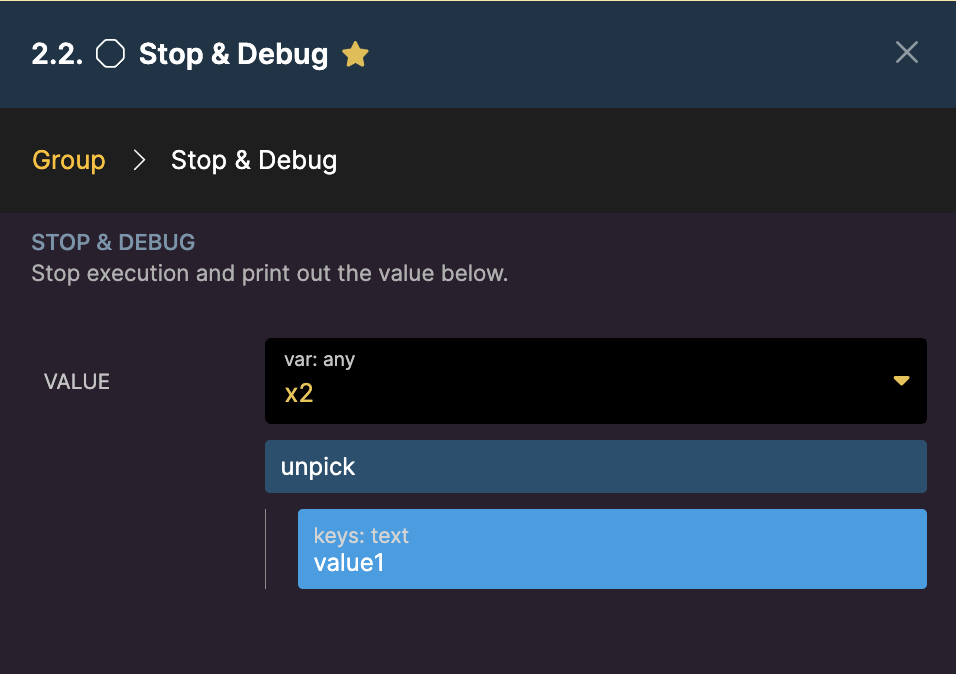 2.2. Stop & Debug
Group > Stop & Debug
STOP & DEBUG
Stop execution and print out the value below.
VALUE
var: any
x2
unpick
keys: text
value1